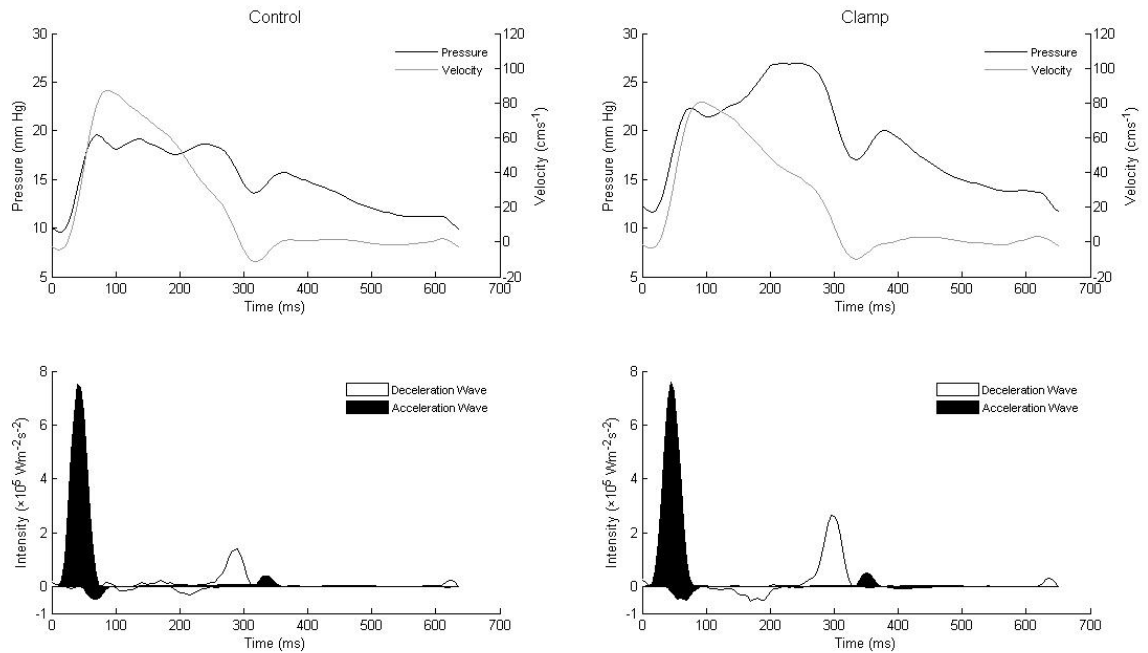 Control
30
25
20
15
10
5
Pressure (mm Hg)
Pressure
Velocity
120
100
80
60
40
20
0
-20
Velocity (cms⁻¹)
0 100 200 300 400 500 600 700
Time (ms)
Clamp
30
25
20
15
10
5
Pressure (mm Hg)
Pressure
Velocity
120
100
80
60
40
20
0
-20
Velocity (cms⁻¹)
0 100 200 300 400 500 600 700
Time (ms)
8
6
4
2
0
-1
Intensity (×10⁵ Wm⁻²s⁻²)
Deceleration Wave
Acceleration Wave
0 100 200 300 400 500 600 700
Time (ms)
8
6
4
2
0
-1
Intensity (×10⁵ Wm⁻²s⁻²)
Deceleration Wave
Acceleration Wave
0 100 200 300 400 500 600 700
Time (ms)